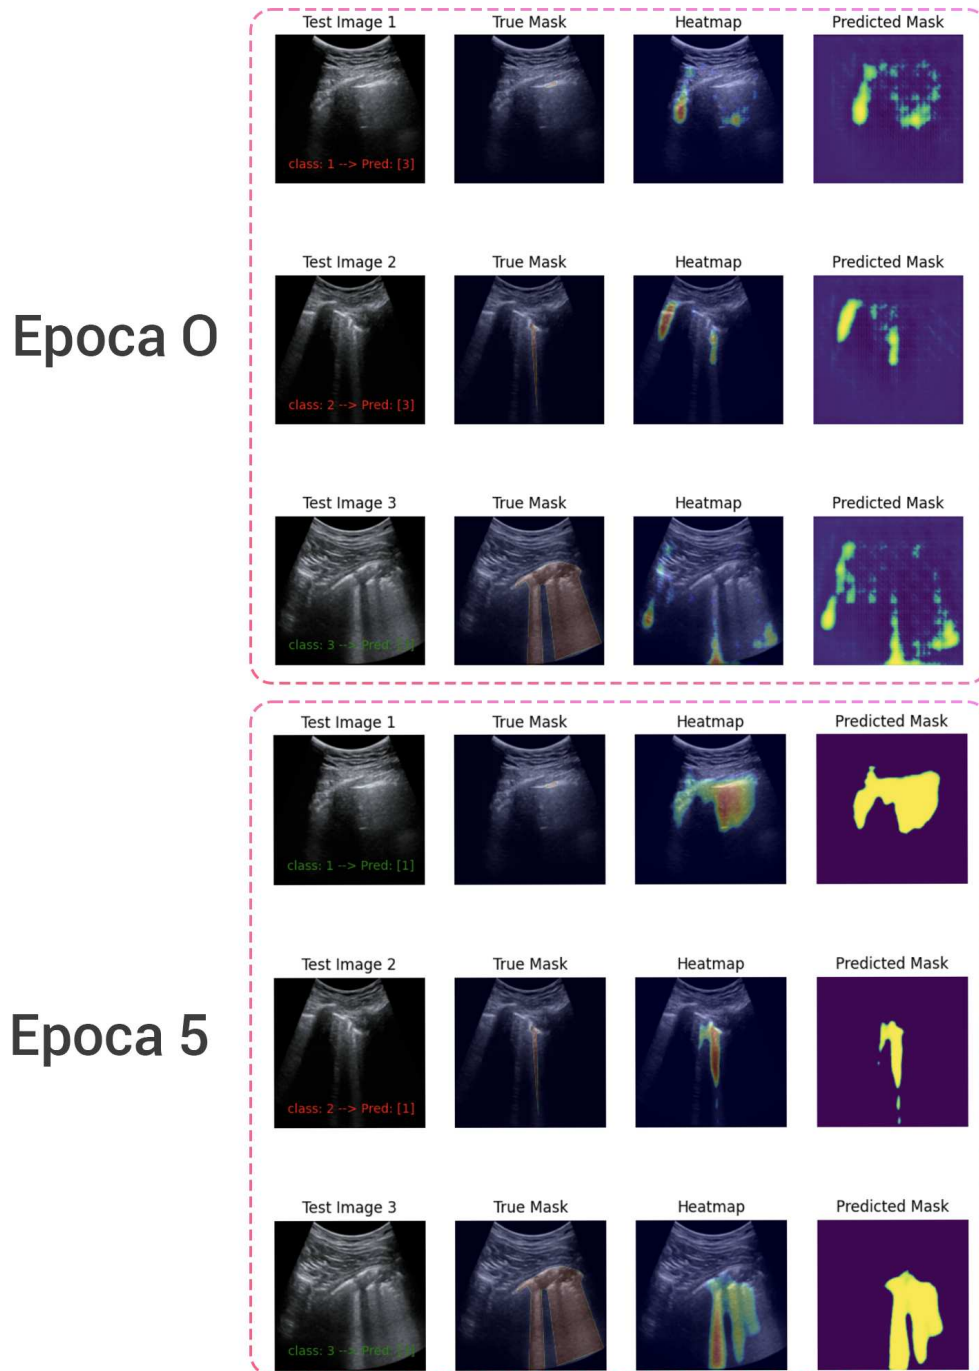 Epoca 0
Test Image 1
True Mask
Heatmap
Predicted Mask
class: 1 --> Pred: [3]
Test Image 2
True Mask
Heatmap
Predicted Mask
class: 2 --> Pred: [3]
Test Image 3
True Mask
Heatmap
Predicted Mask
class: 3 --> Pred:
Epoca 5
Test Image 1
True Mask
Heatmap
Predicted Mask
class: 1 --> Pred: [1]
Test Image 2
True Mask
Heatmap
Predicted Mask
class: 2 --> Pred: [1]
Test Image 3
True Mask
Heatmap
Predicted Mask
class: 3 --> Pred: